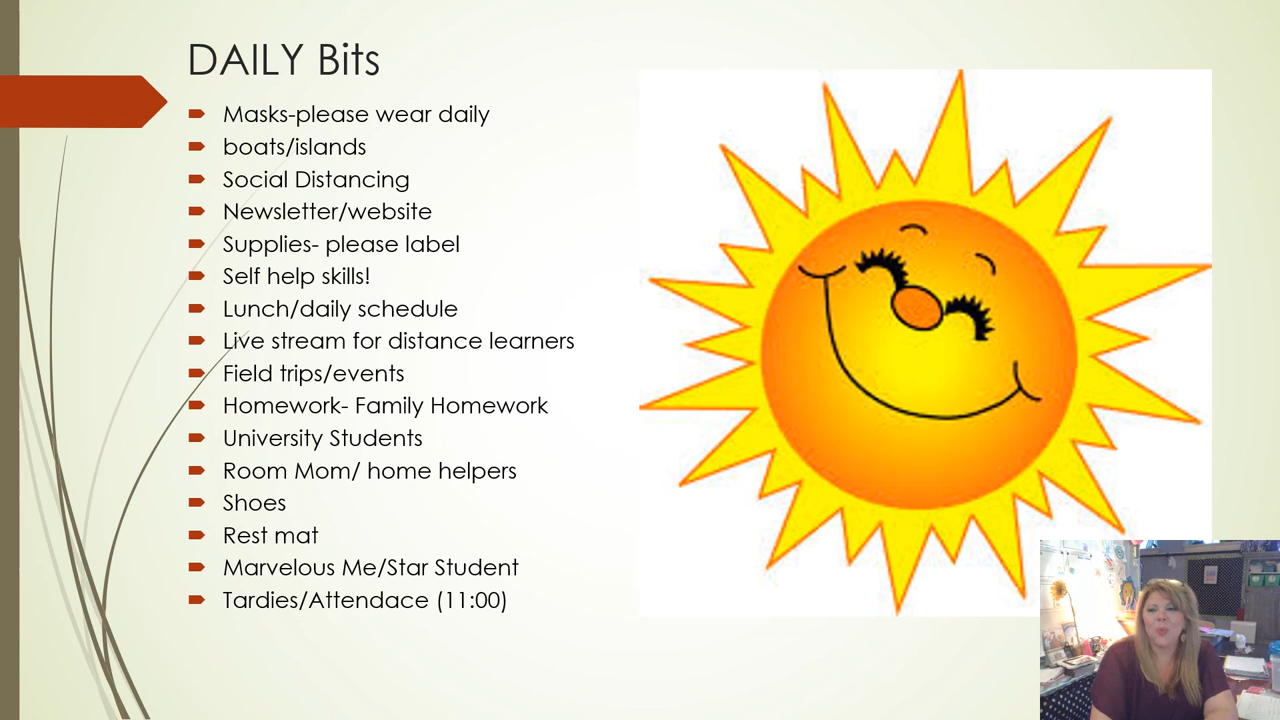 DAILY Bits
Masks-please wear daily
boats/islands
Social Distancing
Newsletter/website
Supplies- please label
Self help skills!
Lunch/daily schedule
Live stream for distance learners
Field trips/events
Homework- Family Homework
University Students
Room Mom/ home helpers
Shoes
Rest mat
Marvelous Me/Star Student
Tardies/Attendace (11:00)